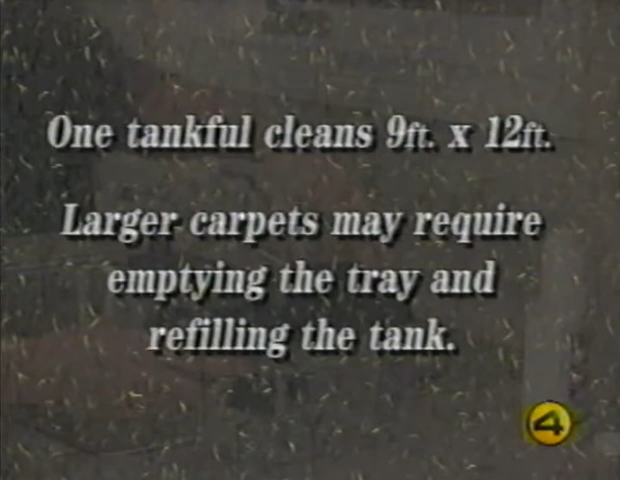 One tankful cleans 9ft. x 12ft.
Larger carpets may require
emptying the tray and
refilling the tank.
4